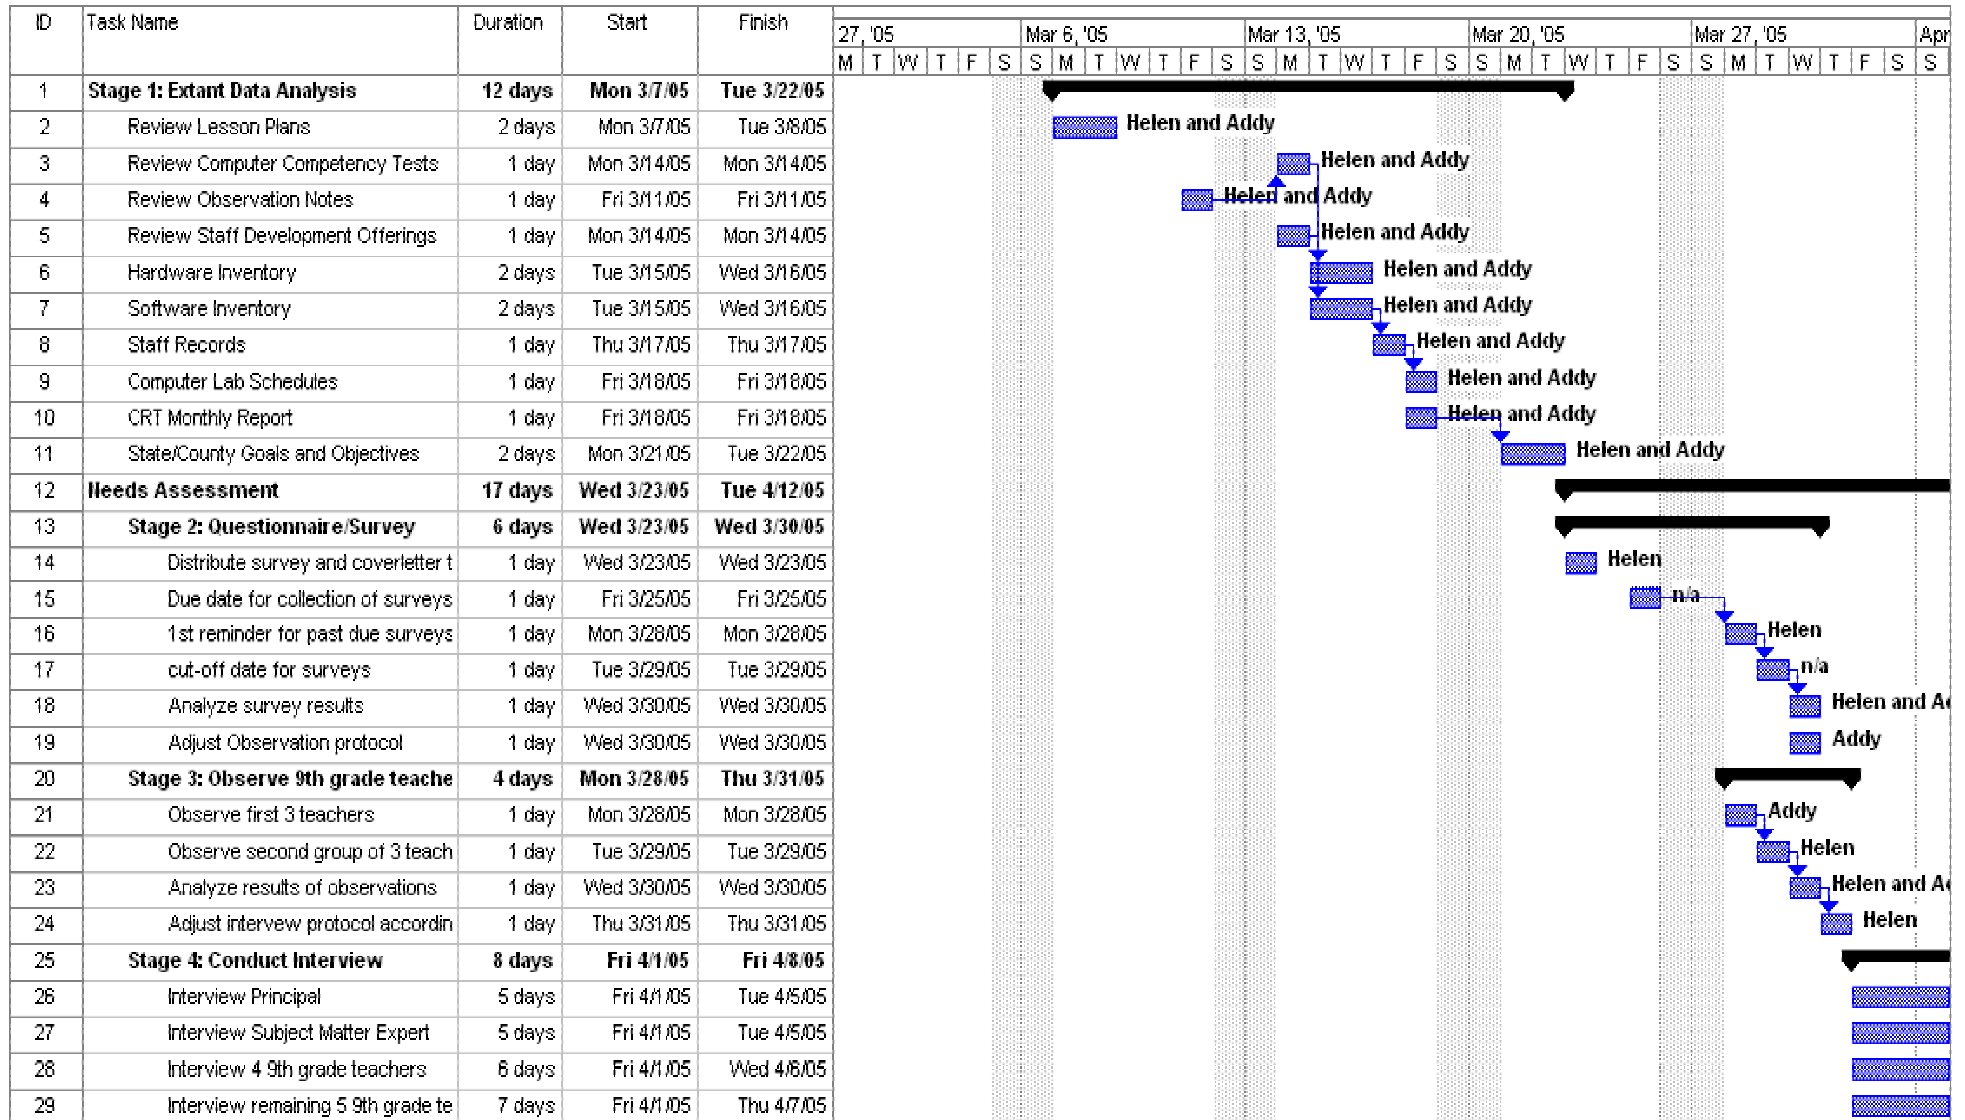 ID Task Name Duration Start Finish
27, '05 Mar 6, '05 Mar 13, '05 Mar 20, '05 Mar 27, '05 Apr
M T W T F S S M T W T F S S M T W T F S S M T W T F S S M T W T F S S
1 Stage 1: Extant Data Analysis 12 days Mon 3/7/05 Tue 3/22/05
2 Review Lesson Plans 2 days Mon 3/7/05 Tue 3/8/05 Helen and Addy
3 Review Computer Competency Tests 1 day Mon 3/14/05 Mon 3/14/05 Helen and Addy
4 Review Observation Notes 1 day Fri 3/11/05 Fri 3/11/05 Helen and Addy
5 Review Staff Development Offerings 1 day Mon 3/14/05 Mon 3/14/05 Helen and Addy
6 Hardware Inventory 2 days Tue 3/15/05 Wed 3/16/05 Helen and Addy
7 Software Inventory 2 days Tue 3/15/05 Wed 3/16/05 Helen and Addy
8 Staff Records 1 day Thu 3/17/05 Thu 3/17/05 Helen and Addy
9 Computer Lab Schedules 1 day Fri 3/18/05 Fri 3/18/05 Helen and Addy
10 CRT Monthly Report 1 day Fri 3/18/05 Fri 3/18/05 Helen and Addy
11 State/County Goals and Objectives 2 days Mon 3/21/05 Tue 3/22/05 Helen and Addy
12 Needs Assessment 17 days Wed 3/23/05 Tue 4/12/05
13 Stage 2: Questionnaire/Survey 6 days Wed 3/23/05 Wed 3/30/05
14 Distribute survey and coverletter t 1 day Wed 3/23/05 Wed 3/23/05 Helen
15 Due date for collection of surveys 1 day Fri 3/25/05 Fri 3/25/05 n/a
16 1st reminder for past due surveys 1 day Mon 3/28/05 Mon 3/28/05 Helen
17 cut-off date for surveys 1 day Tue 3/29/05 Tue 3/29/05 n/a
18 Analyze survey results 1 day Wed 3/30/05 Wed 3/30/05 Helen and A
19 Adjust Observation protocol 1 day Wed 3/30/05 Wed 3/30/05 Addy
20 Stage 3: Observe 9th grade teache 4 days Mon 3/28/05 Thu 3/31/05
21 Observe first 3 teachers 1 day Mon 3/28/05 Mon 3/28/05 Addy
22 Observe second group of 3 teach 1 day Tue 3/29/05 Tue 3/29/05 Helen
23 Analyze results of observations 1 day Wed 3/30/05 Wed 3/30/05 Helen and A
24 Adjust intervew protocol accordin 1 day Thu 3/31/05 Thu 3/31/05 Helen
25 Stage 4: Conduct Interview 8 days Fri 4/1/05 Fri 4/8/05
26 Interview Principal 5 days Fri 4/1/05 Tue 4/5/05
27 Interview Subject Matter Expert 5 days Fri 4/1/05 Tue 4/5/05
28 Interview 4 9th grade teachers 6 days Fri 4/1/05 Wed 4/6/05
29 Interview remaining 5 9th grade te 7 days Fri 4/1/05 Thu 4/7/05